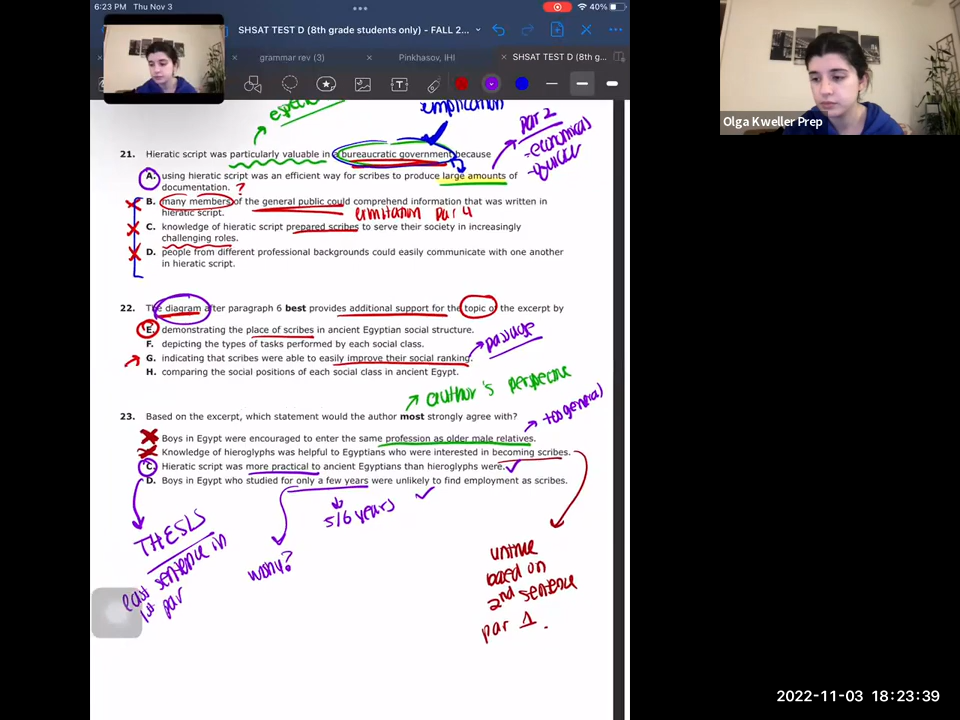 6:23 PM Thu Nov 3
40%
SHSAT TEST D (8th grade students only) - FALL 2...
grammar rev (3)
Pinkhasov, IHI
SHSAT TEST D (8th g...
Olga Kweller Prep
implication
par 2
-economical
-quicker
21. Hieratic script was particularly valuable in a bureaucratic government because
A. using hieratic script was an efficient way for scribes to produce large amounts of
documentation. ?
B. many members of the general public could comprehend information that was written in
hieratic script.
limitation par 4
C. knowledge of hieratic script prepared scribes to serve their society in increasingly
challenging roles.
D. people from different professional backgrounds could easily communicate with one another
in hieratic script.
22. The diagram after paragraph 6 best provides additional support for the topic of the excerpt by
E. demonstrating the place of scribes in ancient Egyptian social structure.
F. depicting the types of tasks performed by each social class.
G. indicating that scribes were able to easily improve their social ranking.
passage
H. comparing the social positions of each social class in ancient Egypt.
author's perspective
23. Based on the excerpt, which statement would the author most strongly agree with?
too general
Boys in Egypt were encouraged to enter the same profession as older male relatives.
Knowledge of hieroglyphs was helpful to Egyptians who were interested in becoming scribes.
C. Hieratic script was more practical to ancient Egyptians than hieroglyphs were.
D. Boys in Egypt who studied for only a few years were unlikely to find employment as scribes.
5/6 years
THESIS
last sentence in
1st par
untrue
based on
2nd sentence
par 1.
2022-11-03 18:23:39